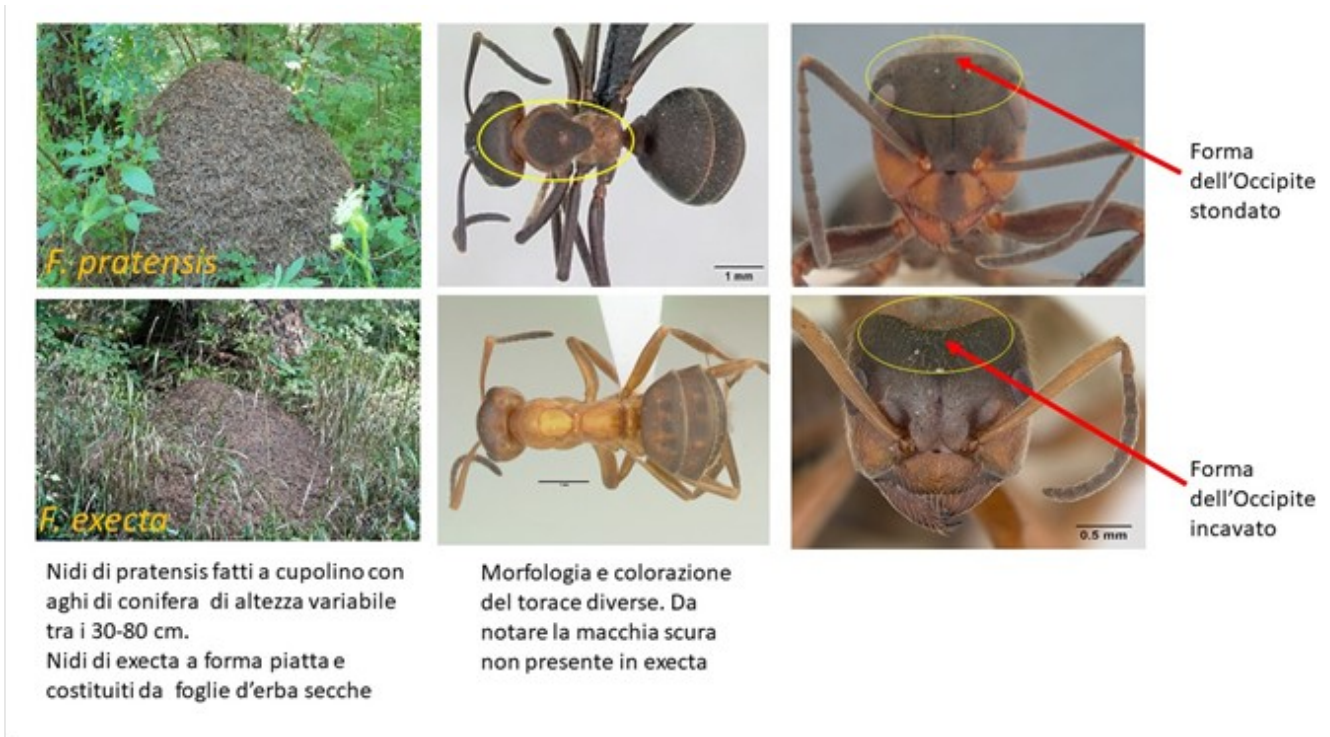 F. pratensis
1 mm
Forma
dell'Occipite
stondato
F. execta
0.5 mm
Forma
dell'Occipite
incavato
Nidi di pratensis fatti a cupolino con
aghi di conifera di altezza variabile
tra i 30-80 cm.
Nidi di execta a forma piatta e
costituiti da foglie d'erba secche
Morfologia e colorazione
del torace diverse. Da
notare la macchia scura
non presente in execta